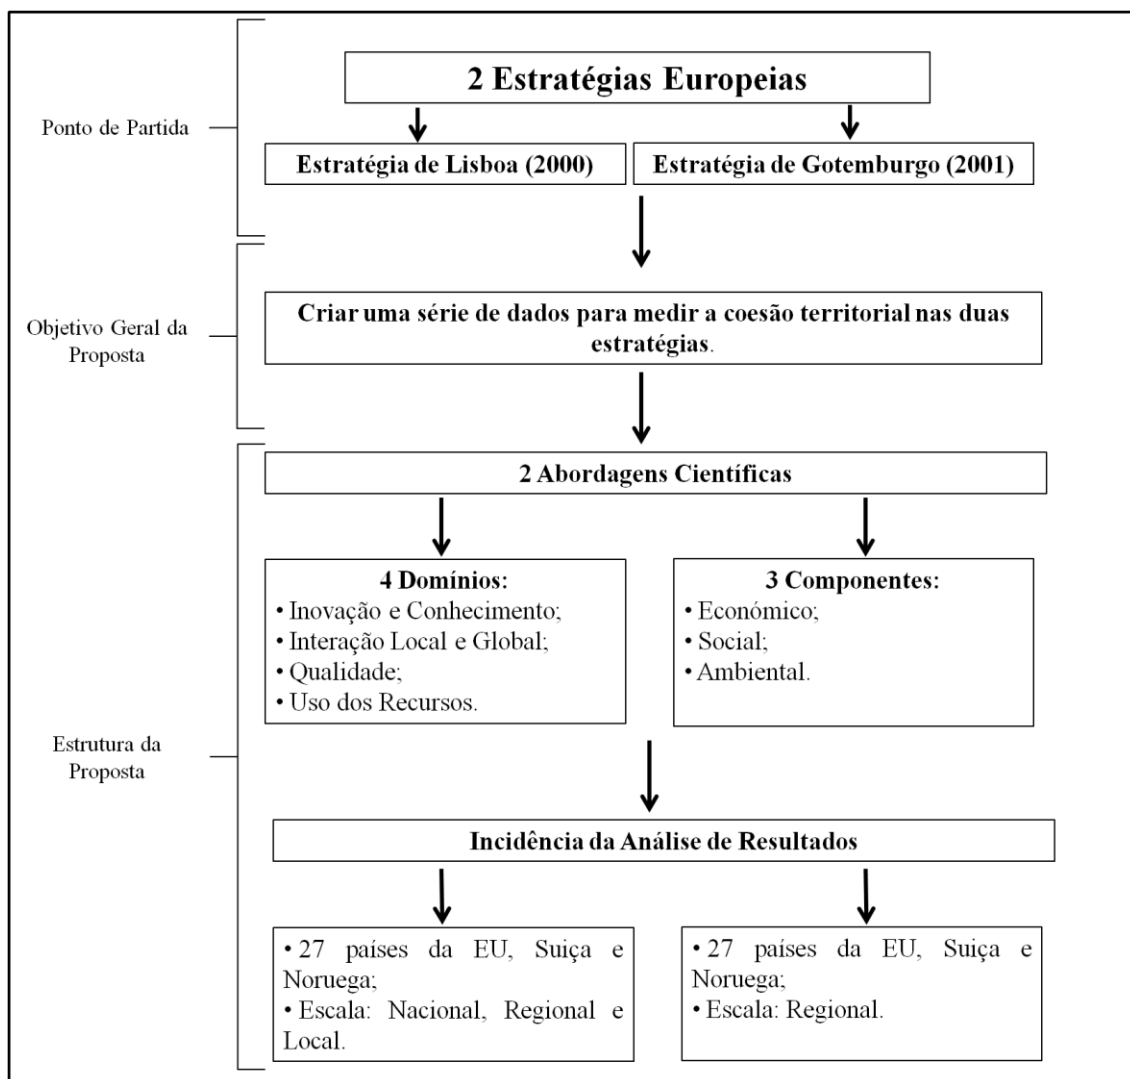 2 Estratégias Europeias
Ponto de Partida
Estratégia de Lisboa (2000)
Estratégia de Gotemburgo (2001)
Objetivo Geral da
Proposta
Criar uma série de dados para medir a coesão territorial nas duas
estratégias.
2 Abordagens Científicas
4 Domínios:
• Inovação e Conhecimento;
• Interação Local e Global;
• Qualidade;
• Uso dos Recursos.
3 Componentes:
• Económico;
• Social;
• Ambiental.
Estrutura da
Proposta
Incidência da Análise de Resultados
• 27 países da EU, Suiça e
Noruega;
• Escala: Nacional, Regional e
Local.
• 27 países da EU, Suiça e
Noruega;
• Escala: Regional.